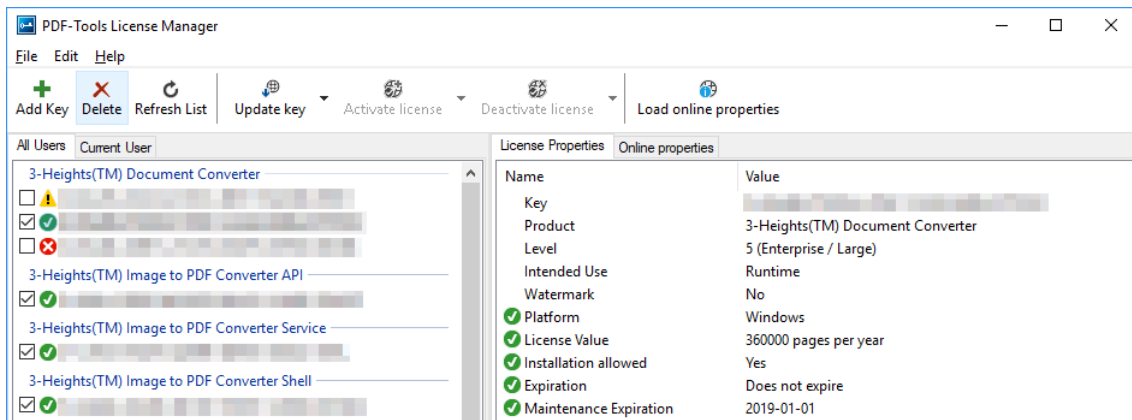 PDF-Tools License Manager
File Edit Help
Add Key Delete Refresh List Update key Activate license Deactivate license Load online properties
All Users Current User
3-Heights(TM) Document Converter
3-Heights(TM) Image to PDF Converter API
3-Heights(TM) Image to PDF Converter Service
3-Heights(TM) Image to PDF Converter Shell
License Properties Online properties
Name Value
Key
Product 3-Heights(TM) Document Converter
Level 5 (Enterprise / Large)
Intended Use Runtime
Watermark No
Platform Windows
License Value 360000 pages per year
Installation allowed Yes
Expiration Does not expire
Maintenance Expiration 2019-01-01